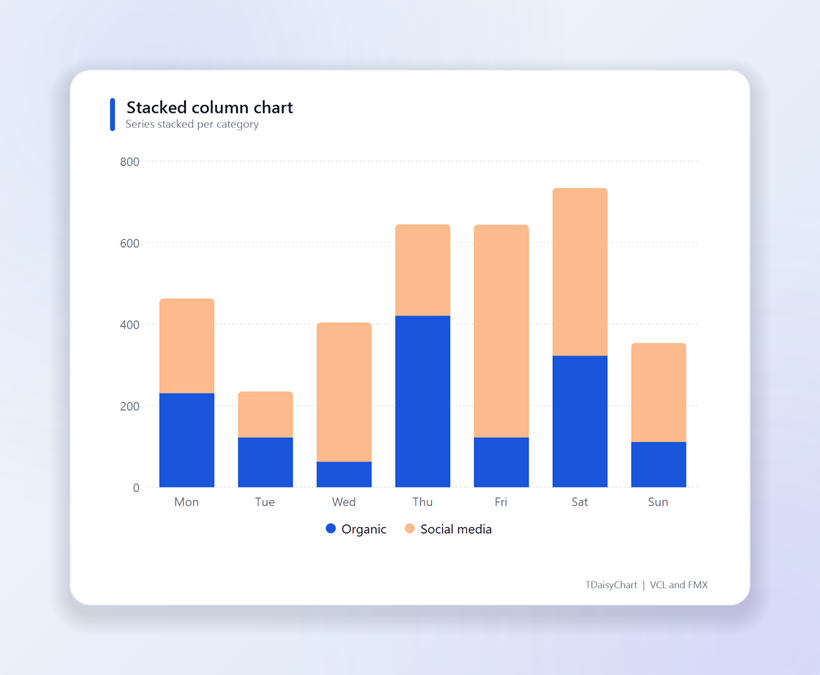 Stacked column chart
Series stacked per category
800
600
400
200
0
Mon Tue Wed Thu Fri Sat Sun
Organic Social media
TDaisyChart | VCL and FMX